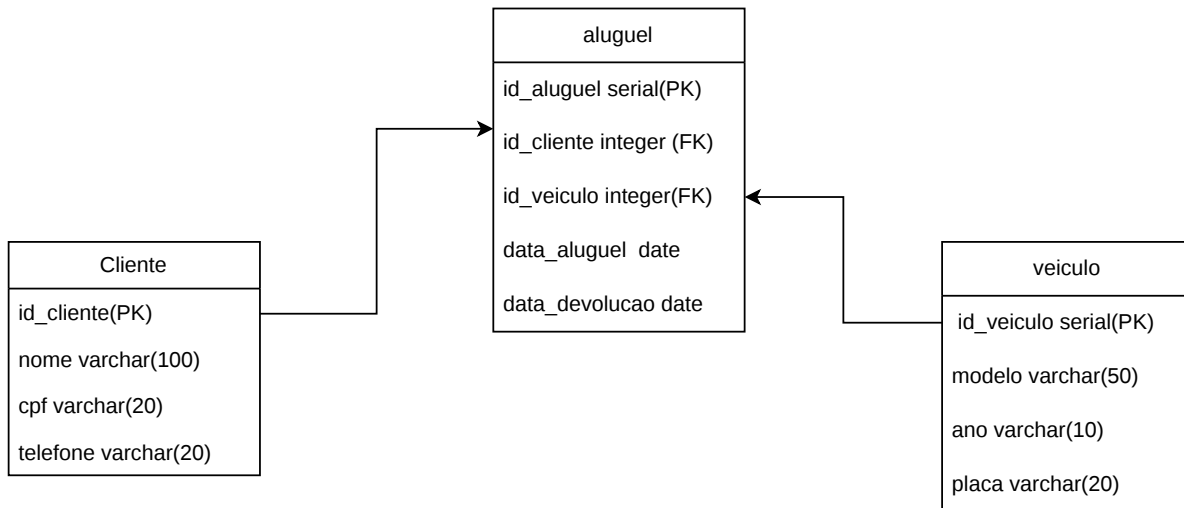 aluguel
id_aluguel serial(PK)
id_cliente integer (FK)
id_veiculo integer(FK)
data_aluguel  date
data_devolucao date
Cliente
id_cliente(PK)
nome varchar(100)
cpf varchar(20)
telefone varchar(20)
veiculo
id_veiculo serial(PK)
modelo varchar(50)
ano varchar(10)
placa varchar(20)